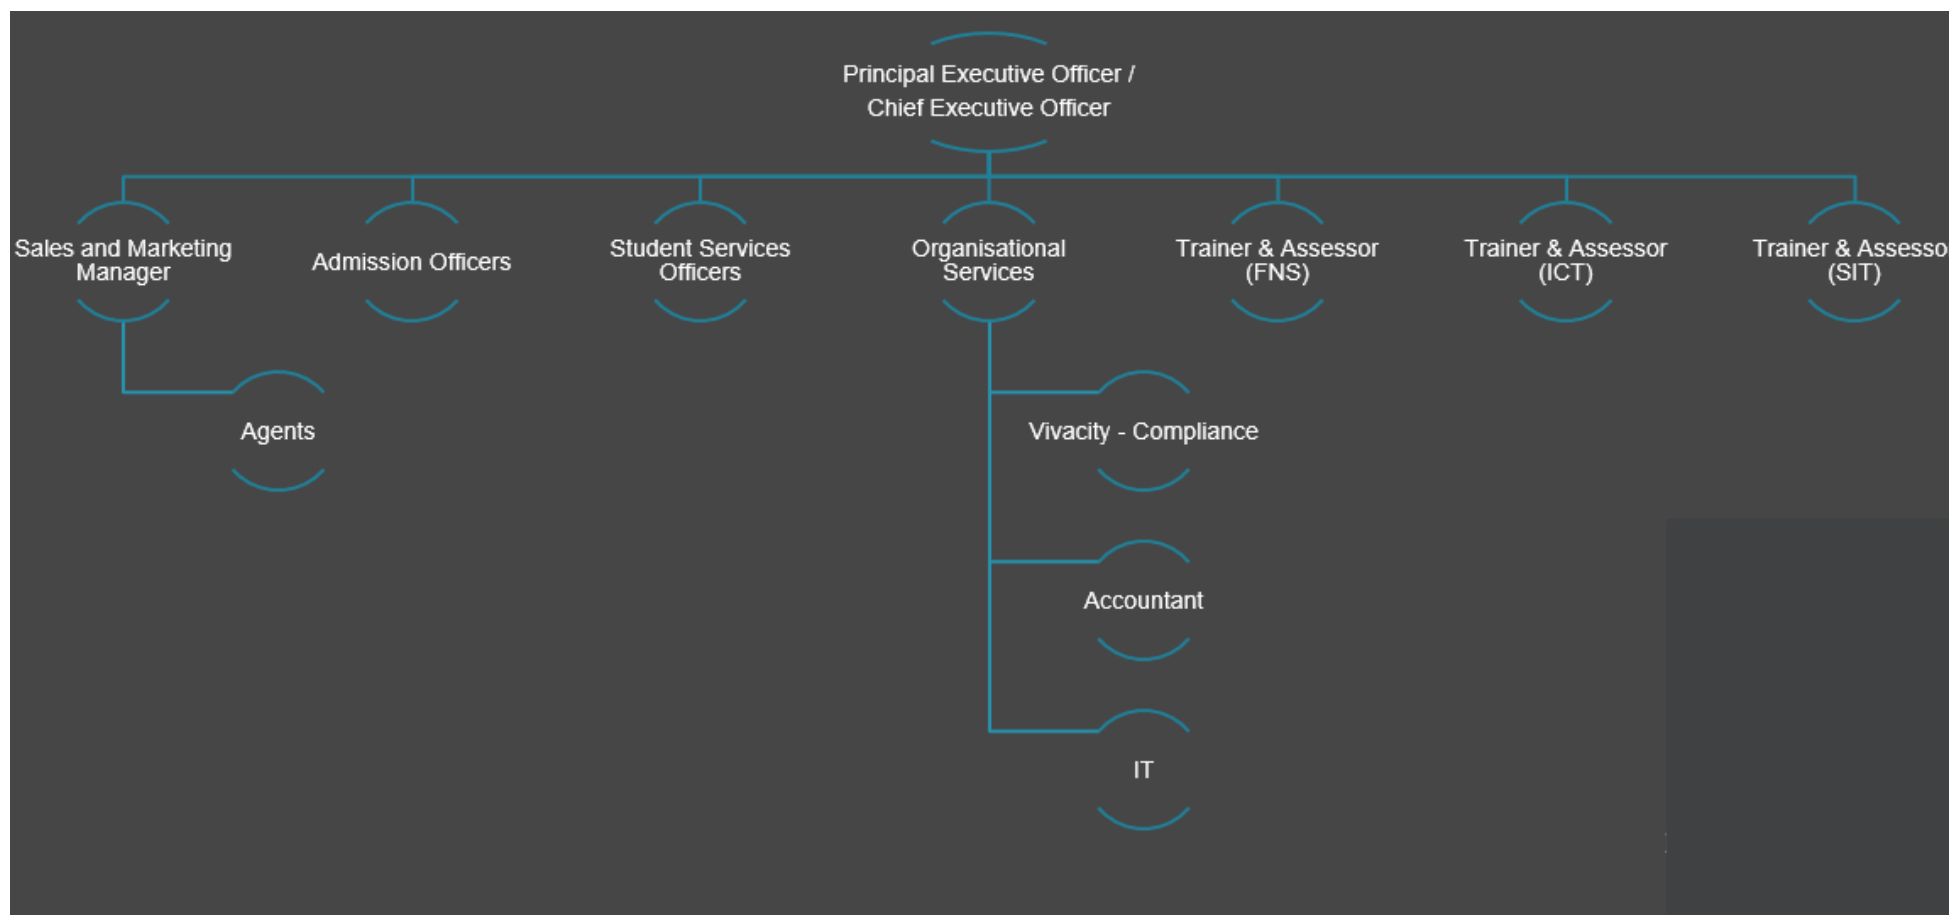 Principal Executive Officer /
Chief Executive Officer
Sales and Marketing
Manager
Admission Officers
Student Services
Officers
Organisational
Services
Trainer & Assessor
(FNS)
Trainer & Assessor
(ICT)
Trainer & Assesso
(SIT)
Agents
Vivacity - Compliance
Accountant
IT